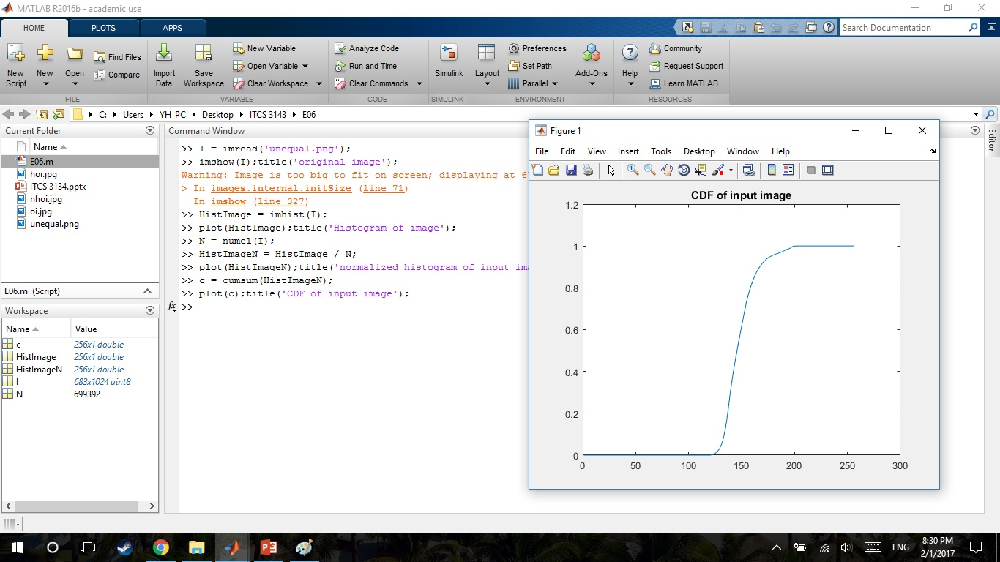 MATLAB R2016b - academic use
HOME PLOTS APPS
Search Documentation
New Script
New
Open
Find Files
Compare
FILE
Import Data
Save Workspace
New Variable
Open Variable
Clear Workspace
VARIABLE
Analyze Code
Run and Time
Clear Commands
CODE
Simulink
SIMULINK
Layout
Preferences
Set Path
Parallel
Add-Ons
ENVIRONMENT
Help
Community
Request Support
Learn MATLAB
RESOURCES
C: Users YH_PC Desktop ITCS 3143 E06
Current Folder
Name
E06.m
hoi.jpg
ITCS 3134.pptx
nhoi.jpg
oi.jpg
unequal.png
E06.m (Script)
Workspace
Name Value
c 256x1 double
HistImage 256x1 double
HistImageN 256x1 double
I 683x1024 uint8
N 699392
Command Window
>> I = imread('unequal.png');
>> imshow(I);title('original image');
Warning: Image is too big to fit on screen; displaying at 6
> In images.internal.initSize (line 71)
In imshow (line 327)
>> HistImage = imhist(I);
>> plot(HistImage);title('Histogram of image');
>> N = numel(I);
>> HistImageN = HistImage / N;
>> plot(HistImageN);title('normalized histogram of input im
>> c = cumsum(HistImageN);
>> plot(c);title('CDF of input image');
fx >>
Editor
Figure 1
File Edit View Insert Tools Desktop Window Help
CDF of input image
1.2
1
0.8
0.6
0.4
0.2
0
0 50 100 150 200 250 300
ENG
8:30 PM
2/1/2017